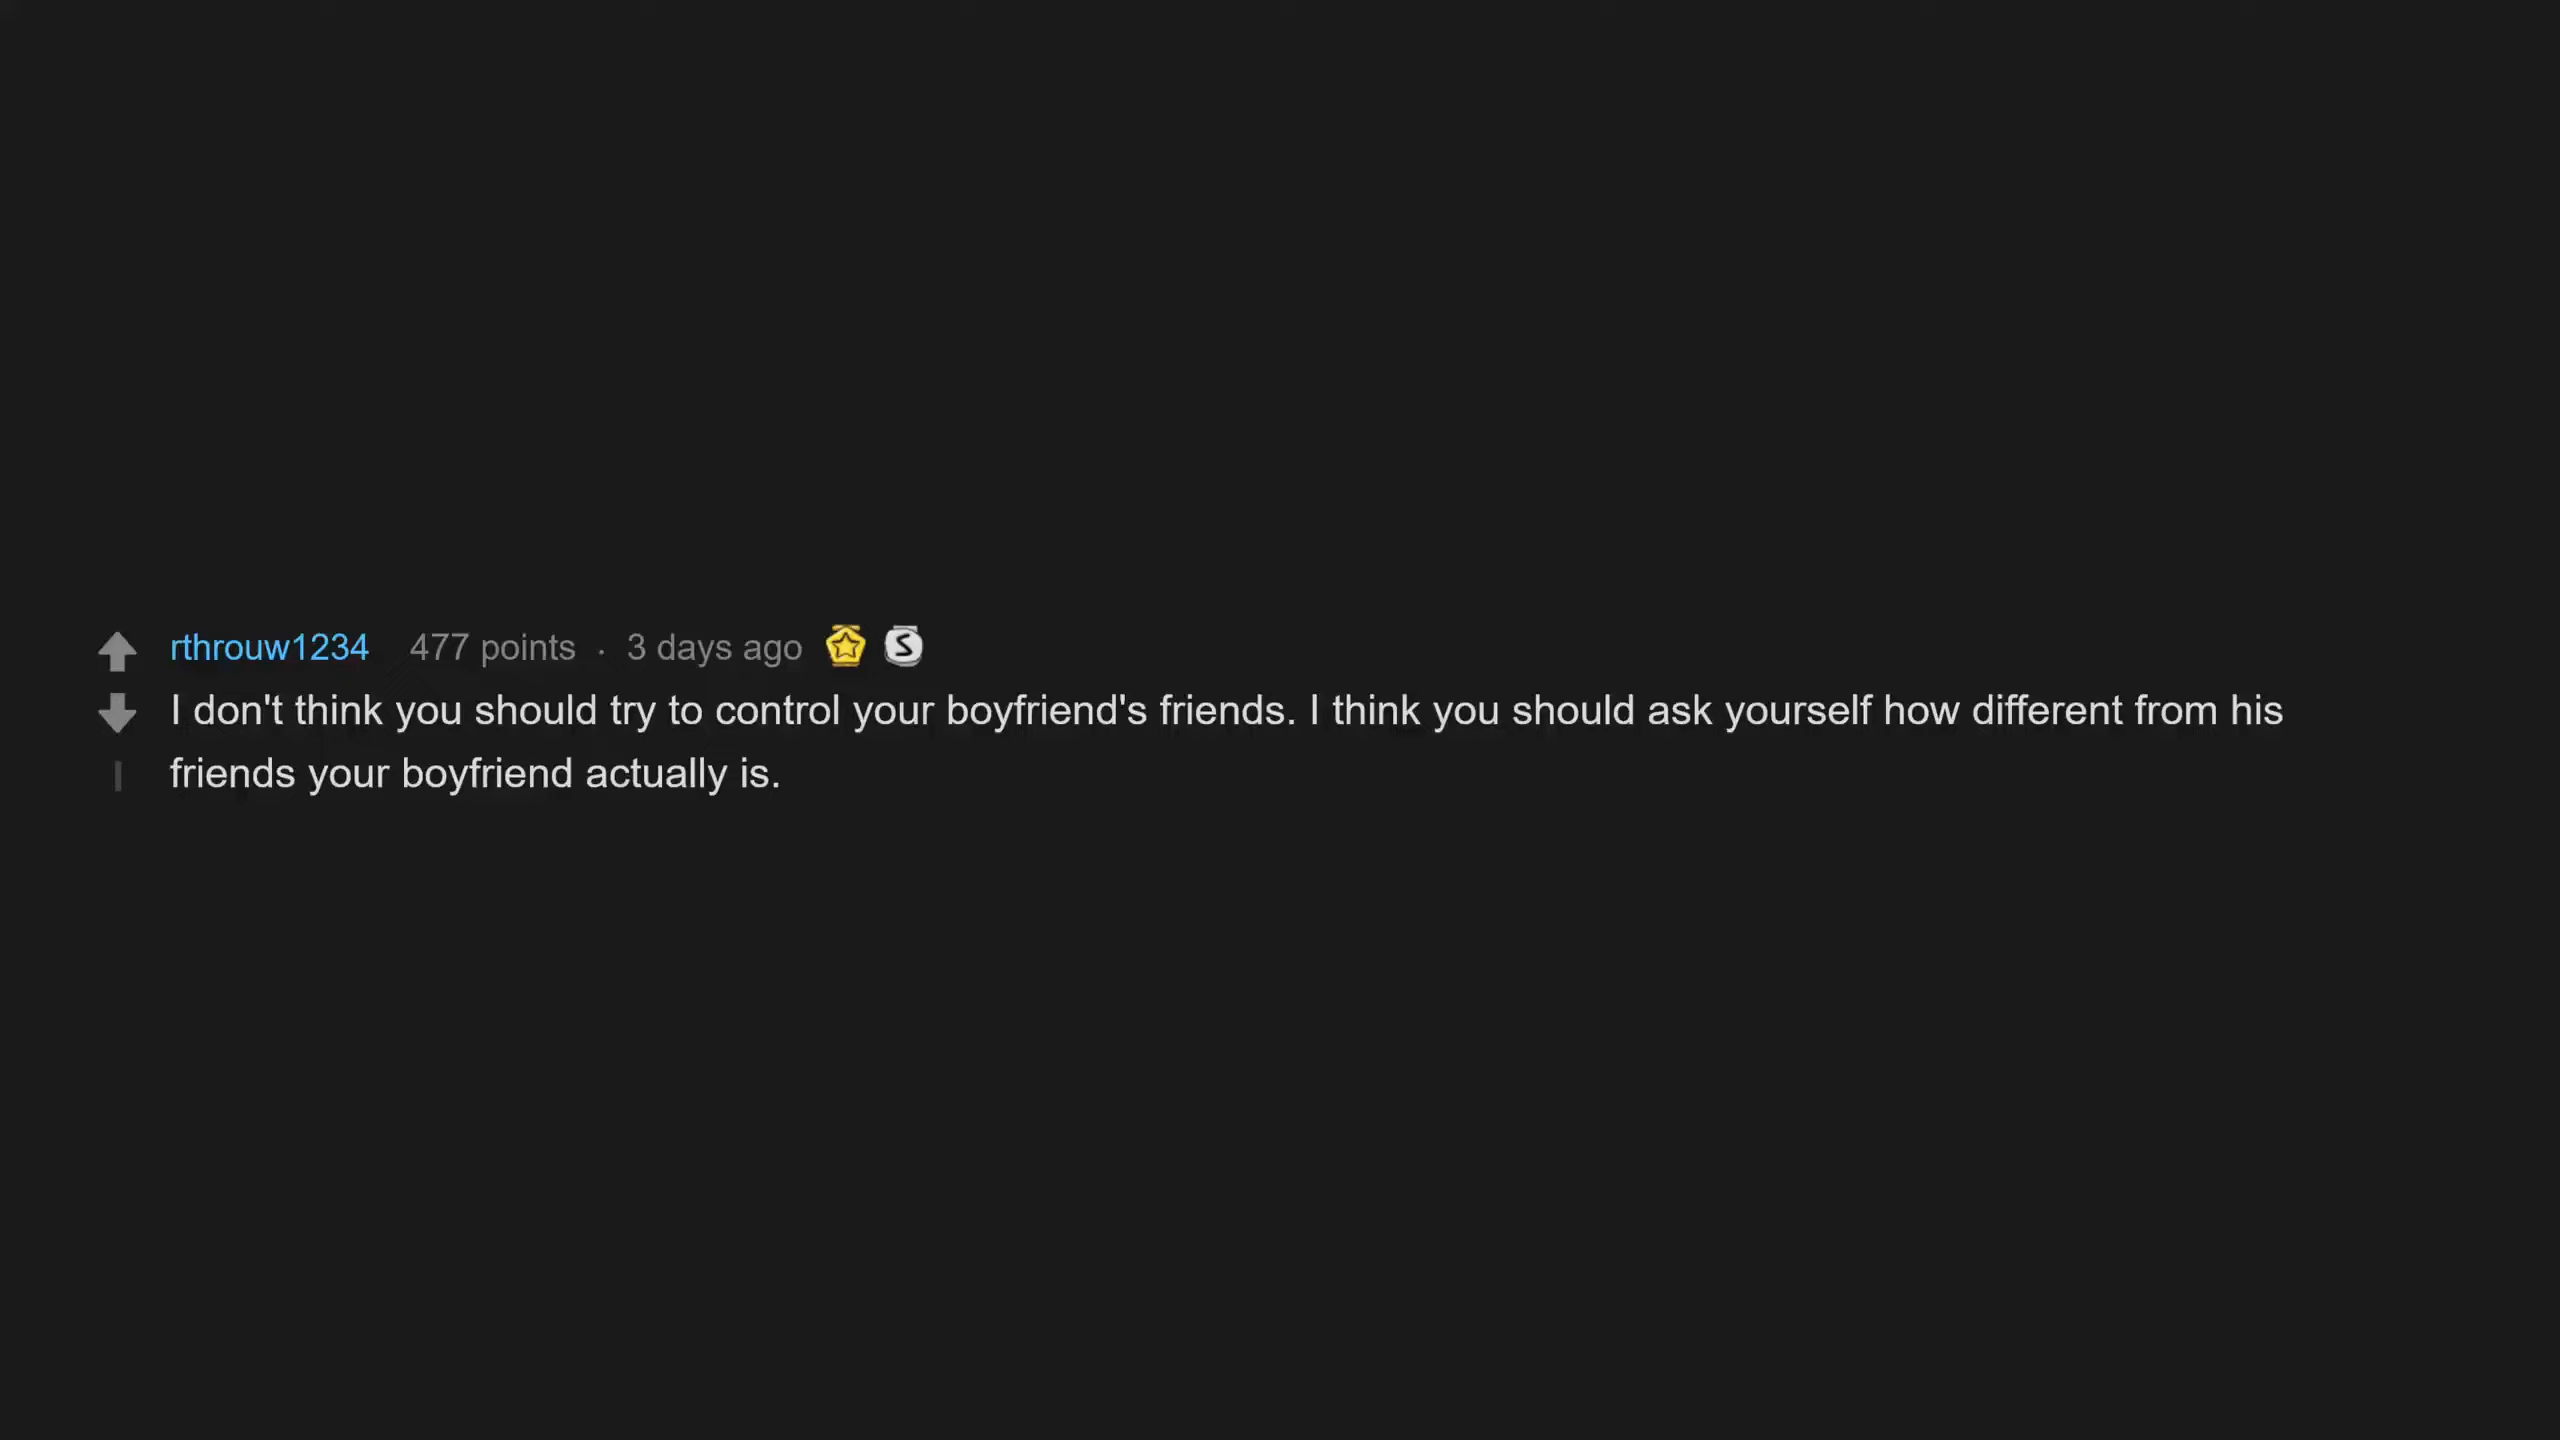 rthrouw1234 477 points · 3 days ago
I don't think you should try to control your boyfriend's friends. I think you should ask yourself how different from his
friends your boyfriend actually is.